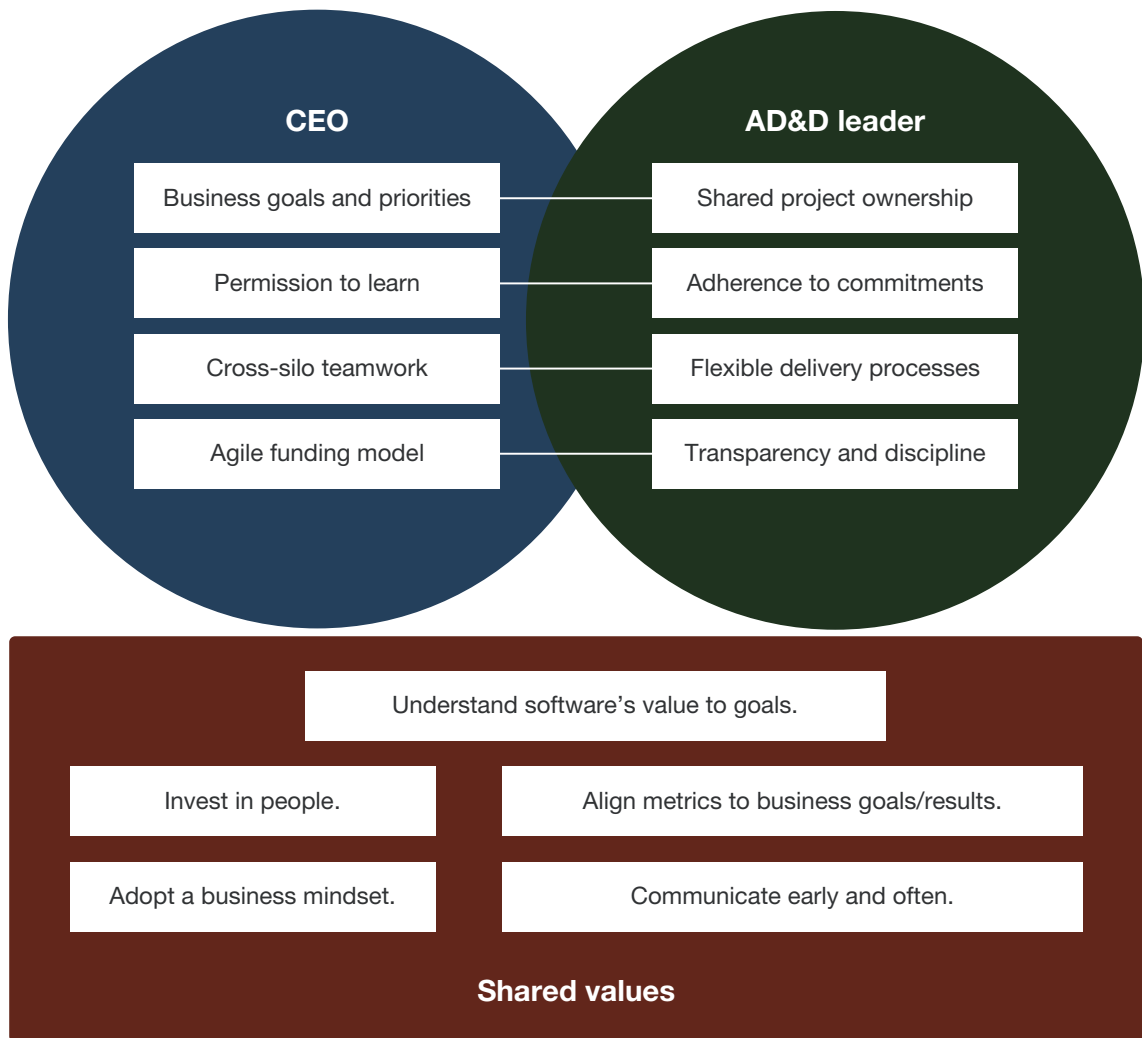 CEO
AD&D leader
Business goals and priorities
Shared project ownership
Permission to learn
Adherence to commitments
Cross-silo teamwork
Flexible delivery processes
Agile funding model
Transparency and discipline
Understand software’s value to goals.
Invest in people.
Align metrics to business goals/results.
Adopt a business mindset.
Communicate early and often.
Shared values